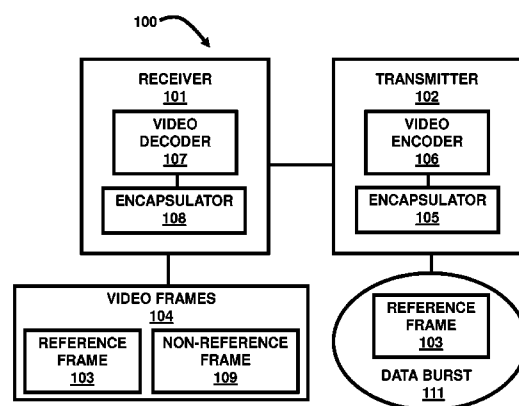 100
RECEIVER
101
VIDEO
DECODER
107
ENCAPSULATOR
108
TRANSMITTER
102
VIDEO
ENCODER
106
ENCAPSULATOR
105
VIDEO FRAMES
104
REFERENCE
FRAME
103
NON-REFERENCE
FRAME
109
REFERENCE
FRAME
103
DATA BURST
111